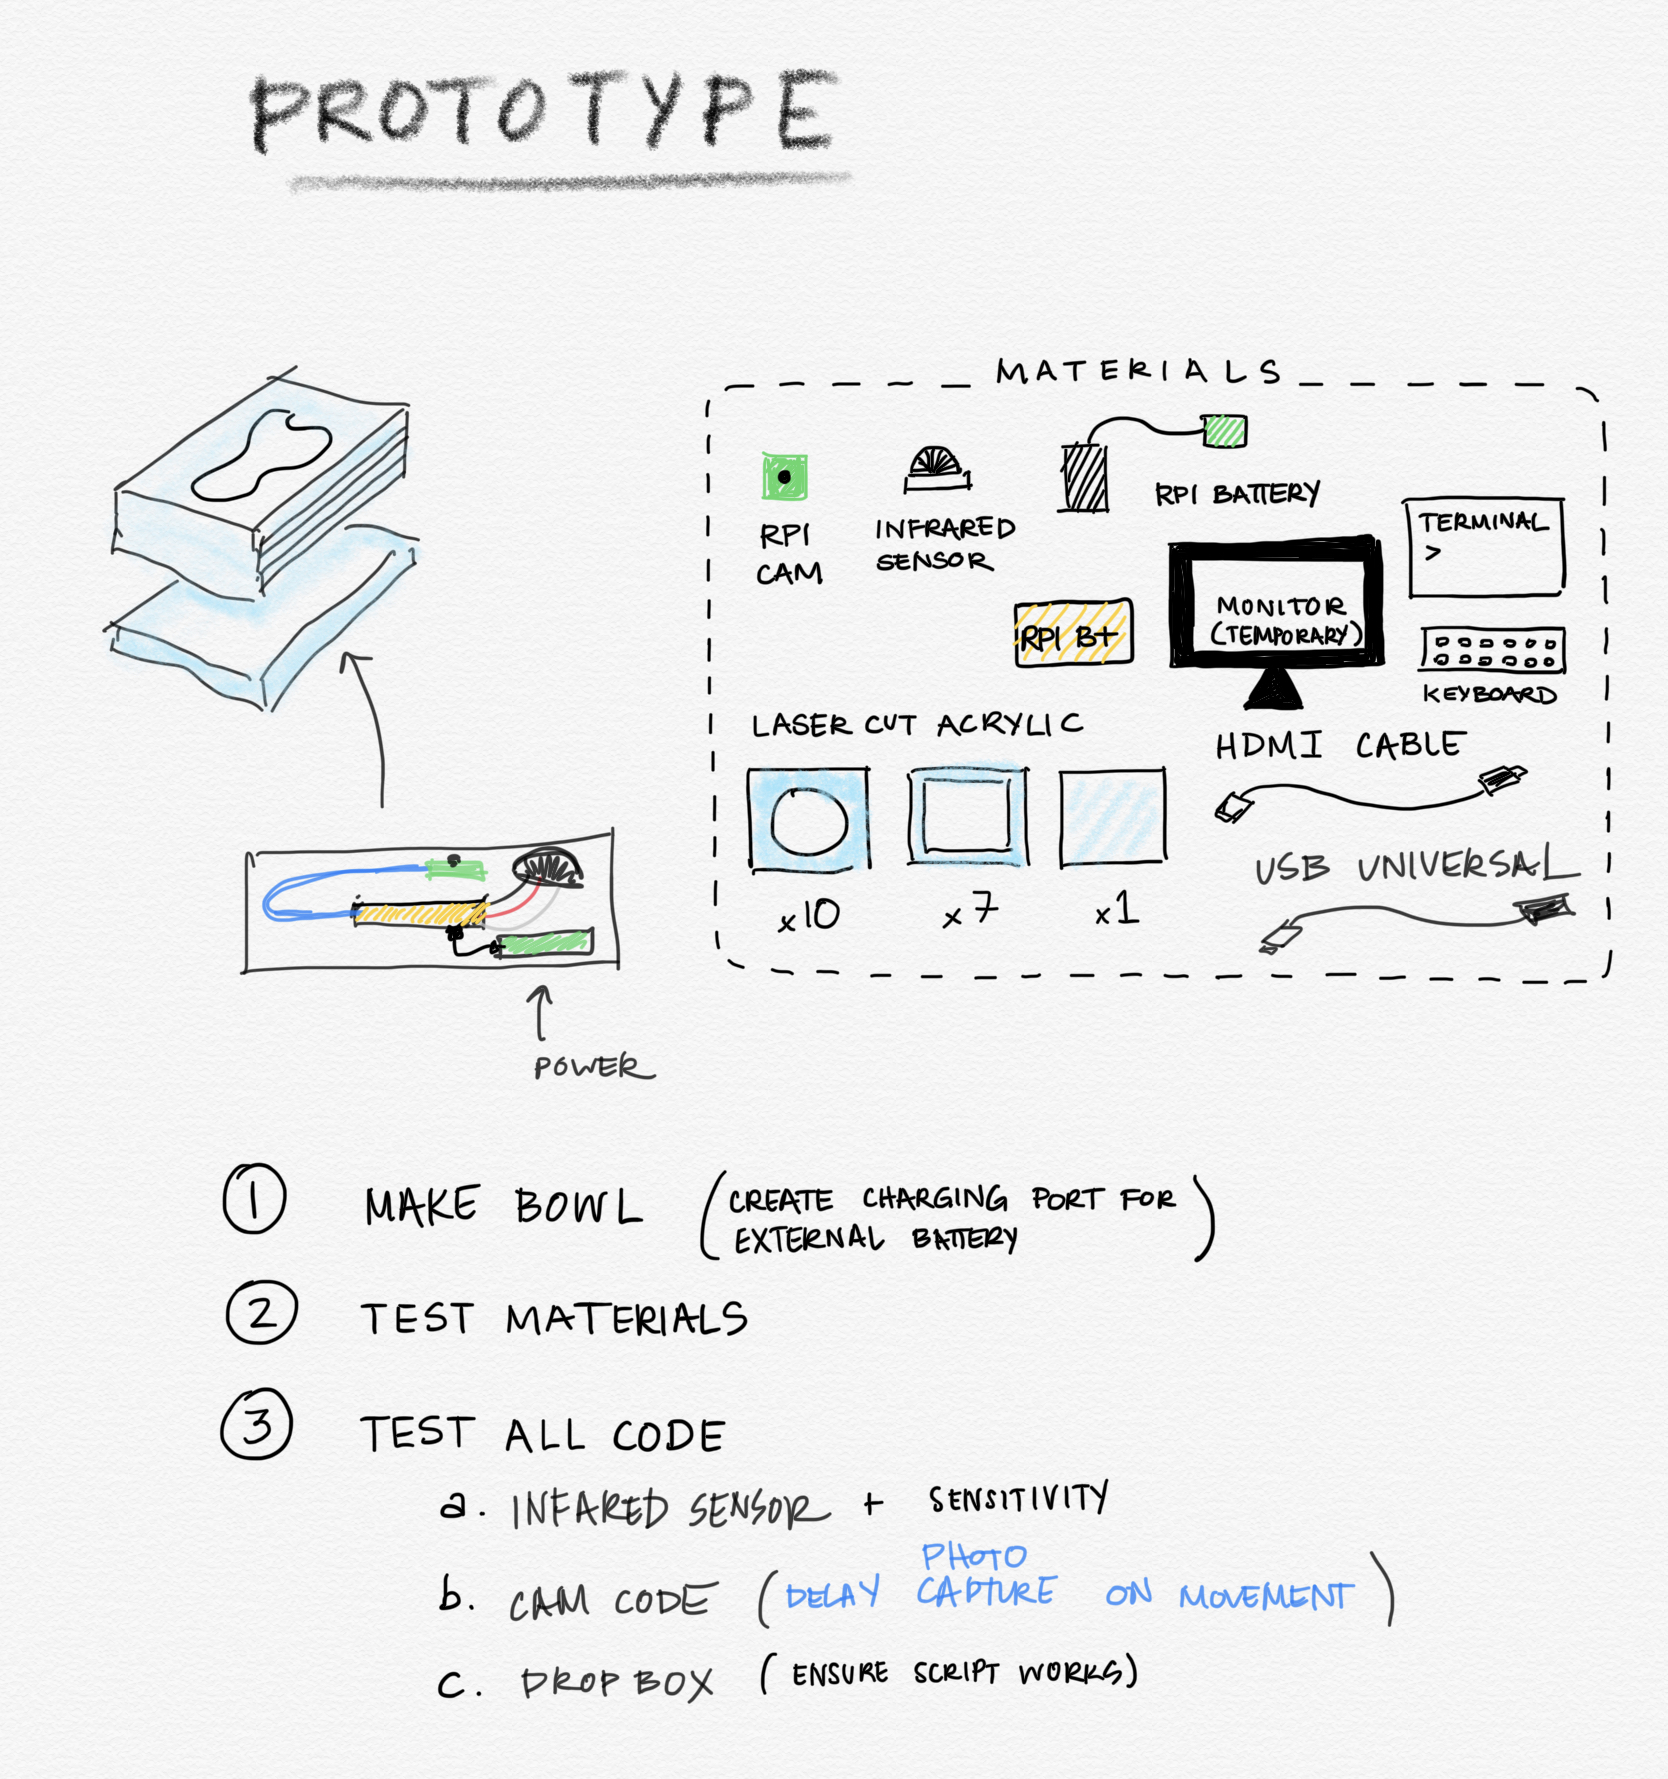 PROTOTYPE
MATERIALS
RPI
CAM
INFRARED
SENSOR
RPI BATTERY
TERMINAL
>
RPI B+
MONITOR
(TEMPORARY)
KEYBOARD
LASER CUT ACRYLIC
x10
x7
x1
HDMI CABLE
USB UNIVERSAL
POWER
1 MAKE BOWL (CREATE CHARGING PORT FOR
EXTERNAL BATTERY)
2 TEST MATERIALS
3 TEST ALL CODE
a. INFARED SENSOR + SENSITIVITY
PHOTO
b. CAM CODE (DELAY CAPTURE ON MOVEMENT)
c. DROP BOX (ENSURE SCRIPT WORKS)